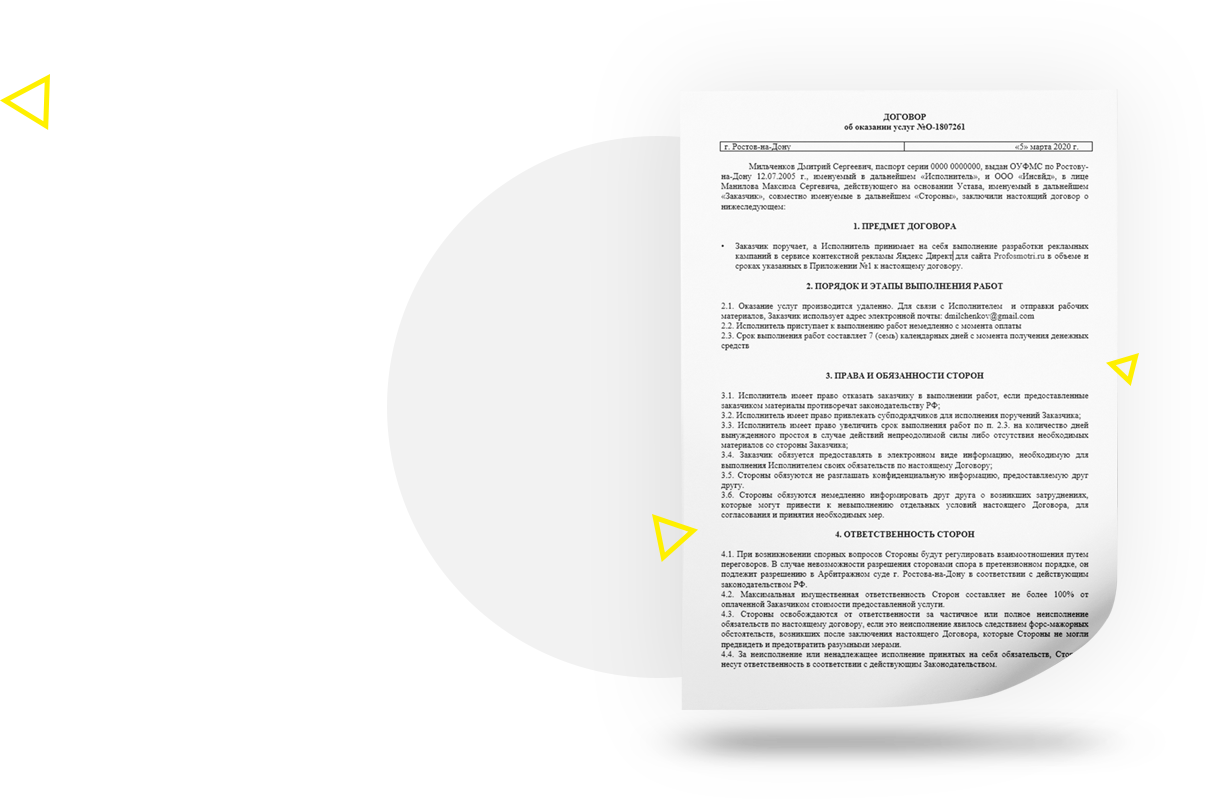 ДОГОВОР
об оказании услуг №О-1807261
г. Ростов-на-Дону «5» марта 2020 г.
Мильченков Дмитрий Сергеевич, паспорт серии 0000 0000000, выдан ОУФМС по Ростову-
на-Дону 12.07.2005 г., именуемый в дальнейшем «Исполнитель», и ООО «Инсайд», в лице
Манилова Максима Сергевича, действующего на основании Устава, именуемый в дальнейшем
«Заказчик», совместно именуемые в дальнейшем «Стороны», заключили настоящий договор о
нижеследующем:
1. ПРЕДМЕТ ДОГОВОРА
• Заказчик поручает, а Исполнитель принимает на себя выполнение разработки рекламных
кампаний в сервисе контекстной рекламы Яндекс Директ для сайта Profosmotri.ru в объеме и
сроках указанных в Приложении №1 к настоящему договору.
2. ПОРЯДОК И ЭТАПЫ ВЫПОЛНЕНИЯ РАБОТ
2.1. Оказание услуг производится удаленно. Для связи с Исполнителем и отправки рабочих
материалов, Заказчик использует адрес электронной почты: dmilchenkov@gmail.com
2.2. Исполнитель приступает к выполнению работ немедленно с момента оплаты
2.3. Срок выполнения работ составляет 7 (семь) календарных дней с момента получения денежных
средств
3. ПРАВА И ОБЯЗАННОСТИ СТОРОН
3.1. Исполнитель имеет право отказать заказчику в выполнении работ, если предоставленные
заказчиком материалы противоречат законодательству РФ;
3.2. Исполнитель имеет право привлекать субподрядчиков для исполнения поручений Заказчика;
3.3. Исполнитель имеет право увеличить срок выполнения работ по п. 2.3. на количество дней
вынужденного простоя в случае действий непреодолимой силы либо отсутствия необходимых
материалов со стороны Заказчика;
3.4. Заказчик обязуется предоставлять в электронном виде информацию, необходимую для
выполнения Исполнителем своих обязательств по настоящему Договору;
3.5. Стороны обязуются не разглашать конфиденциальную информацию, предоставляемую друг
другу.
3.6. Стороны обязуются немедленно информировать друг друга о возникших затруднениях,
которые могут привести к невыполнению отдельных условий настоящего Договора, для
согласования и принятия необходимых мер.
4. ОТВЕТСТВЕННОСТЬ СТОРОН
4.1. При возникновении спорных вопросов Стороны будут регулировать взаимоотношения путем
переговоров. В случае невозможности разрешения сторонами спора в претензионном порядке, он
подлежит разрешению в Арбитражном суде г. Ростова-на-Дону в соответствии с действующим
законодательством РФ.
4.2. Максимальная имущественная ответственность Сторон составляет не более 100% от
оплаченной Заказчиком стоимости предоставленной услуги.
4.3. Стороны освобождаются от ответственности за частичное или полное неисполнение
обязательств по настоящему договору, если это неисполнение явилось следствием форс-мажорных
обстоятельств, возникших после заключения настоящего Договора, которые Стороны не могли
предвидеть и предотвратить разумными мерами.
4.4. За неисполнение или ненадлежащее исполнение принятых на себя обязательств,
несут ответственность в соответствии с действующим Законодательством.